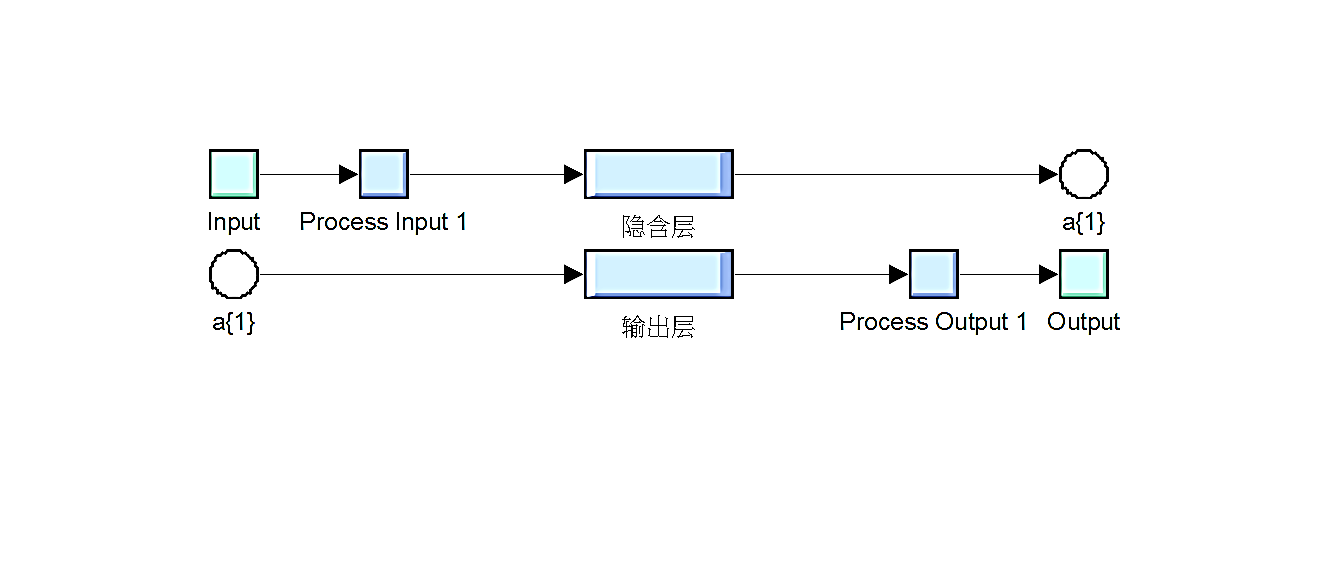 Input
Process Input 1
隐含层
a{1}
a{1}
输出层
Process Output 1
Output